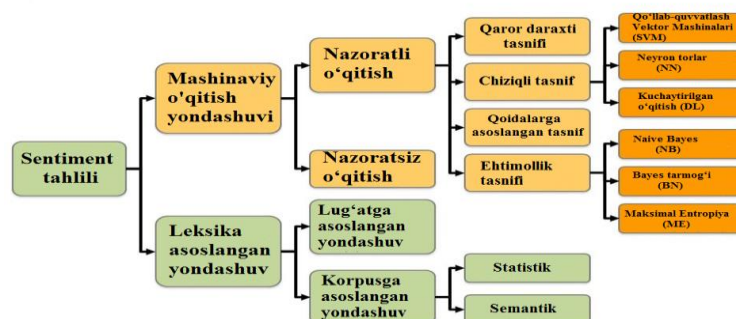 Sentiment
tahlili
Mashinaviy
o'qitish
yondashuvi
Leksika
asoslangan
yondashuv
Nazoratli
o‘qitish
Nazoratsiz
o‘qitish
Lug‘atga
asoslangan
yondashuv
Korpusga
asoslangan
yondashuv
Qaror daraxti
tasnifi
Chiziqli tasnif
Qoidalarga
asoslangan tasnif
Ehtimollik
tasnifi
Statistik
Semantik
Qo‘llab-quvvatlash
Vektor Mashinalari
(SVM)
Neyron torlar
(NN)
Kuchaytirilgan
o‘qitish (DL)
Naive Bayes
(NB)
Bayes tarmog‘i
(BN)
Maksimal Entropiya
(ME)